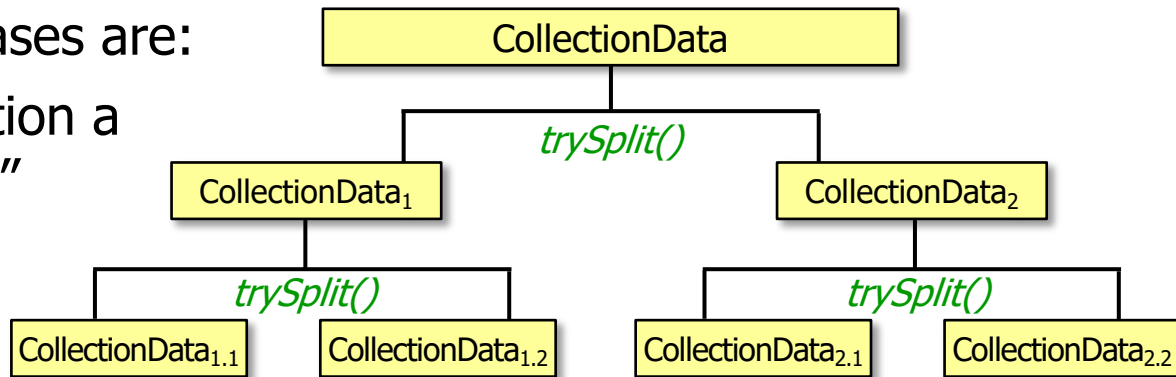 ases are:
tion a
”
CollectionData
trySplit()
CollectionData₁
CollectionData₂
trySplit()
trySplit()
CollectionData₁.₁
CollectionData₁.₂
CollectionData₂.₁
CollectionData₂.₂